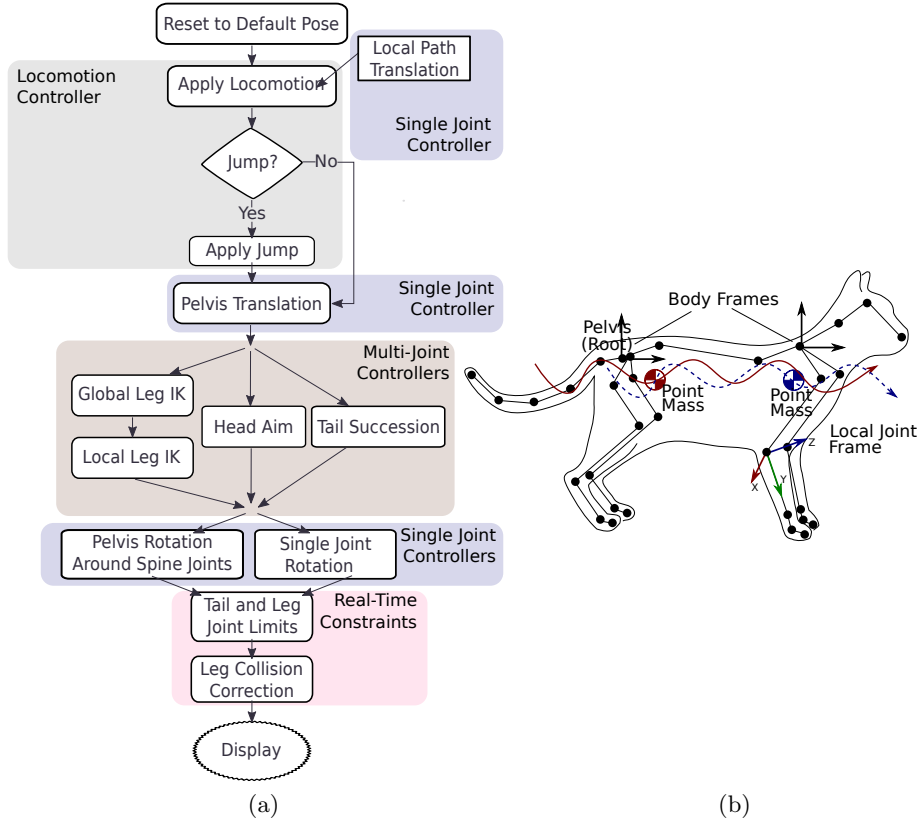 Reset to Default Pose
Local Path
Translation
Single Joint
Controller
Locomotion
Controller
Apply Locomotion
Jump?
No
Yes
Apply Jump
Single Joint
Controller
Pelvis Translation
Multi-Joint
Controllers
Global Leg IK
Head Aim
Tail Succession
Local Leg IK
Single Joint
Controllers
Pelvis Rotation
Around Spine Joints
Single Joint
Rotation
Real-Time
Constraints
Tail and Leg
Joint Limits
Leg Collision
Correction
Display
(a)
Body Frames
Pelvis
(Root)
Point
Mass
Point
Mass
Local Joint
Frame
Z
X
Y
(b)